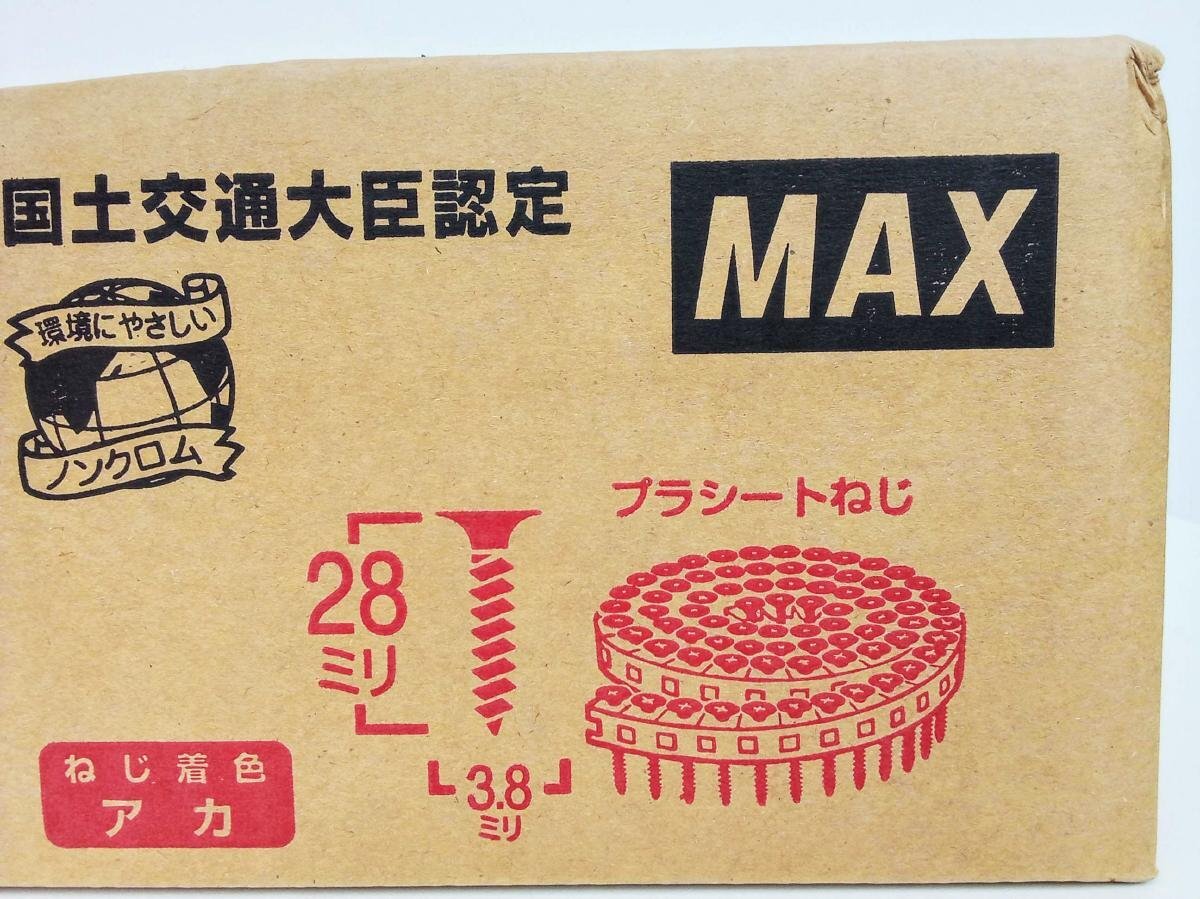 国土交通大臣認定
MAX
環境にやさしい
ノンクロム
プラシートねじ
28
ミリ
3.8
ミリ
ねじ着色
アカ